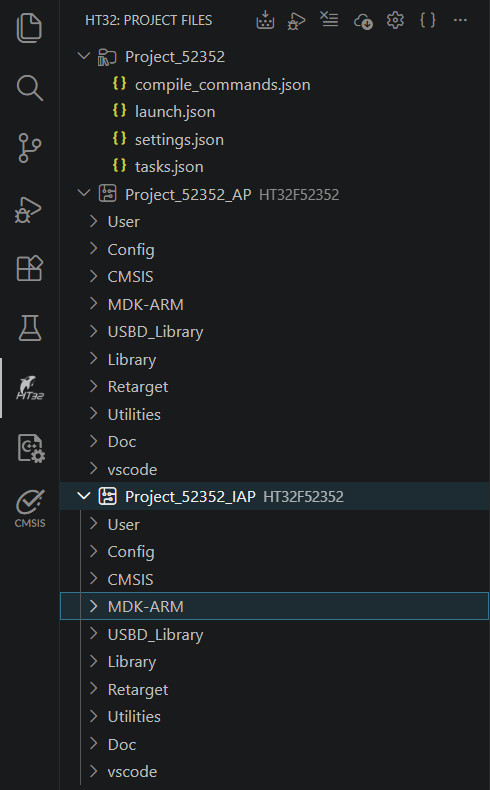 HT32: PROJECT FILES
Project_52352
{} compile_commands.json
{} launch.json
{} settings.json
{} tasks.json
Project_52352_AP HT32F52352
User
Config
CMSIS
MDK-ARM
USBD_Library
Library
Retarget
Utilities
Doc
vscode
Project_52352_IAP HT32F52352
User
Config
CMSIS
MDK-ARM
USBD_Library
Library
Retarget
Utilities
Doc
vscode
HT32
CMSIS